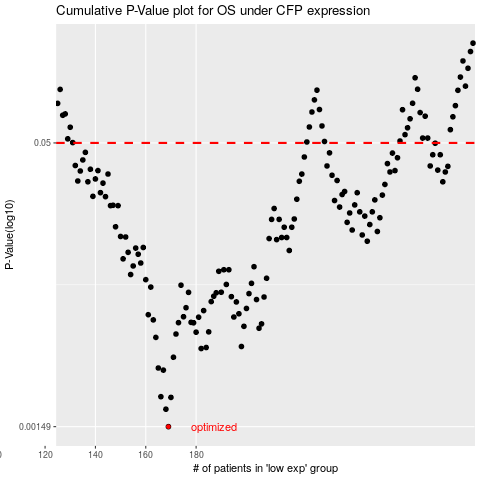 Cumulative P-Value plot for OS under CFP expression
P-Value(log10)
0.05
0.00149
optimized
0 120 140 160 180
# of patients in 'low exp' group